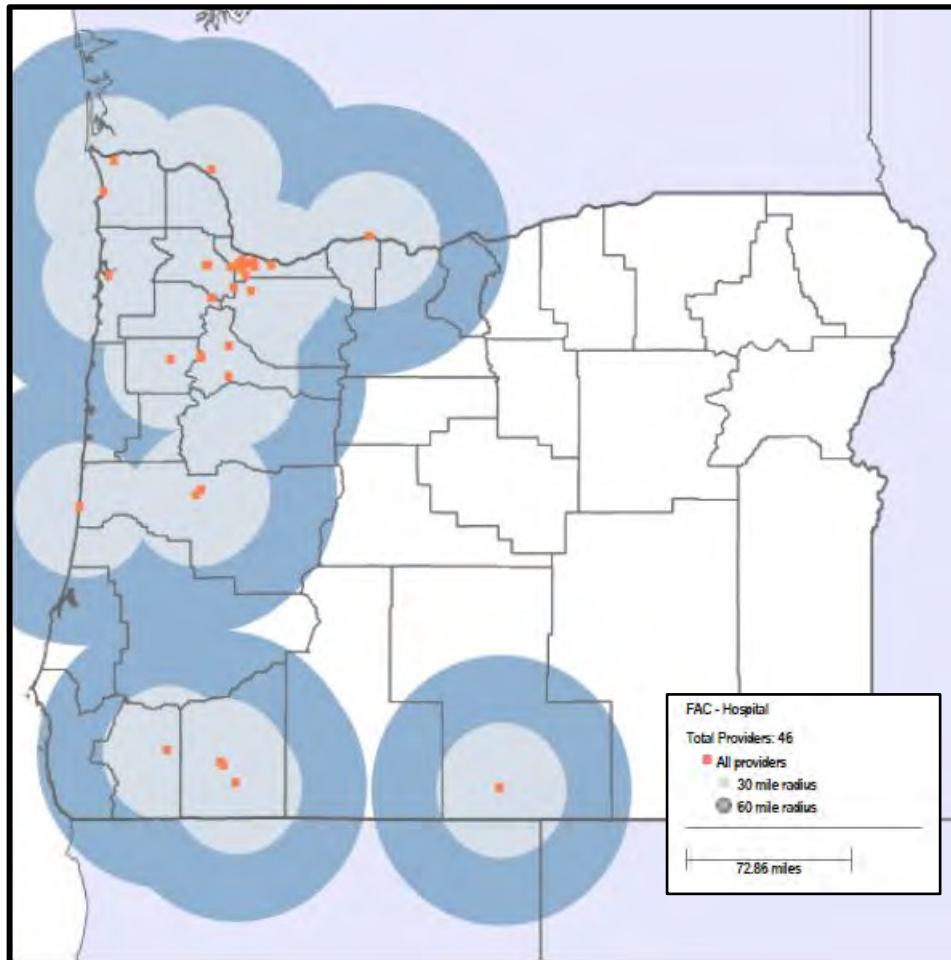 FAC - Hospital
Total Providers: 46
All providers
30 mile radius
60 mile radius
72.86 miles